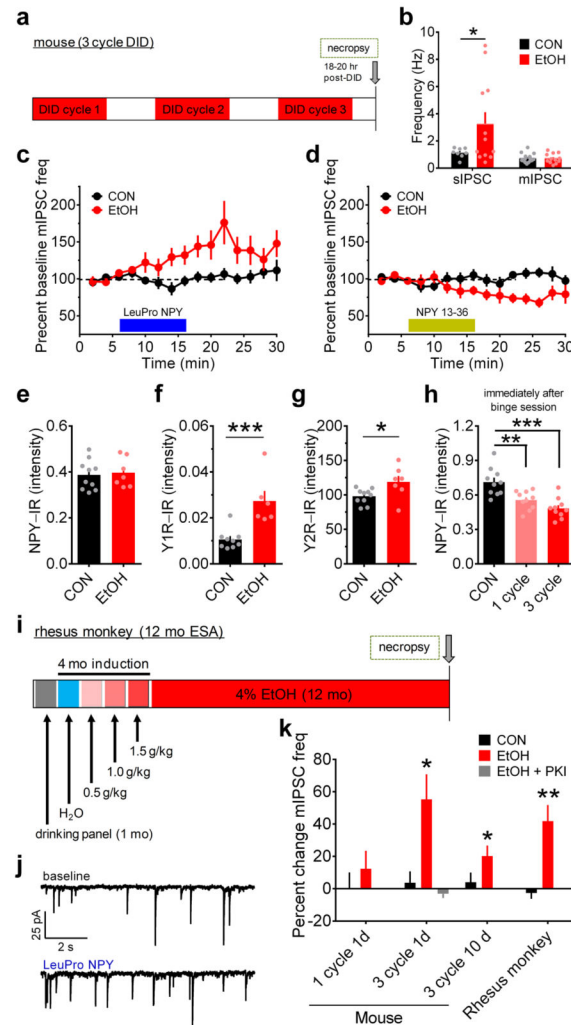 a
mouse (3 cycle DID)
necropsy
18-20 hr
post-DID
DID cycle 1
DID cycle 2
DID cycle 3
b
*
CON
EtOH
Frequency (Hz)
10
8
6
4
2
0
sIPSC
mIPSC
c
CON
EtOH
Precent baseline mIPSC freq
200
150
100
50
LeuPro NPY
0 5 10 15 20 25 30
Time (min)
d
CON
EtOH
Precent baseline mIPSC freq
200
150
100
50
NPY 13-36
0 5 10 15 20 25 30
Time (min)
e
NPY–IR (intensity)
0.6
0.4
0.2
0.0
CON
EtOH
f
***
Y1R–IR (intensity)
0.06
0.04
0.02
0.00
CON
EtOH
g
*
Y2R–IR (intensity)
200
150
100
50
0
CON
EtOH
h
immediately after
binge session
***
**
NPY–IR (intensity)
1.2
0.9
0.6
0.3
0.0
CON
1 cycle
3 cycle
i
rhesus monkey (12 mo ESA)
necropsy
4 mo induction
4% EtOH (12 mo)
1.5 g/kg
1.0 g/kg
0.5 g/kg
H₂O
drinking panel (1 mo)
j
baseline
25 pA
2 s
LeuPro NPY
k
CON
EtOH
EtOH + PKI
Percent change mIPSC freq
80
60
40
20
0
-20
*
*
**
1 cycle 1d
3 cycle 1d
3 cycle 10 d
Rhesus monkey
Mouse